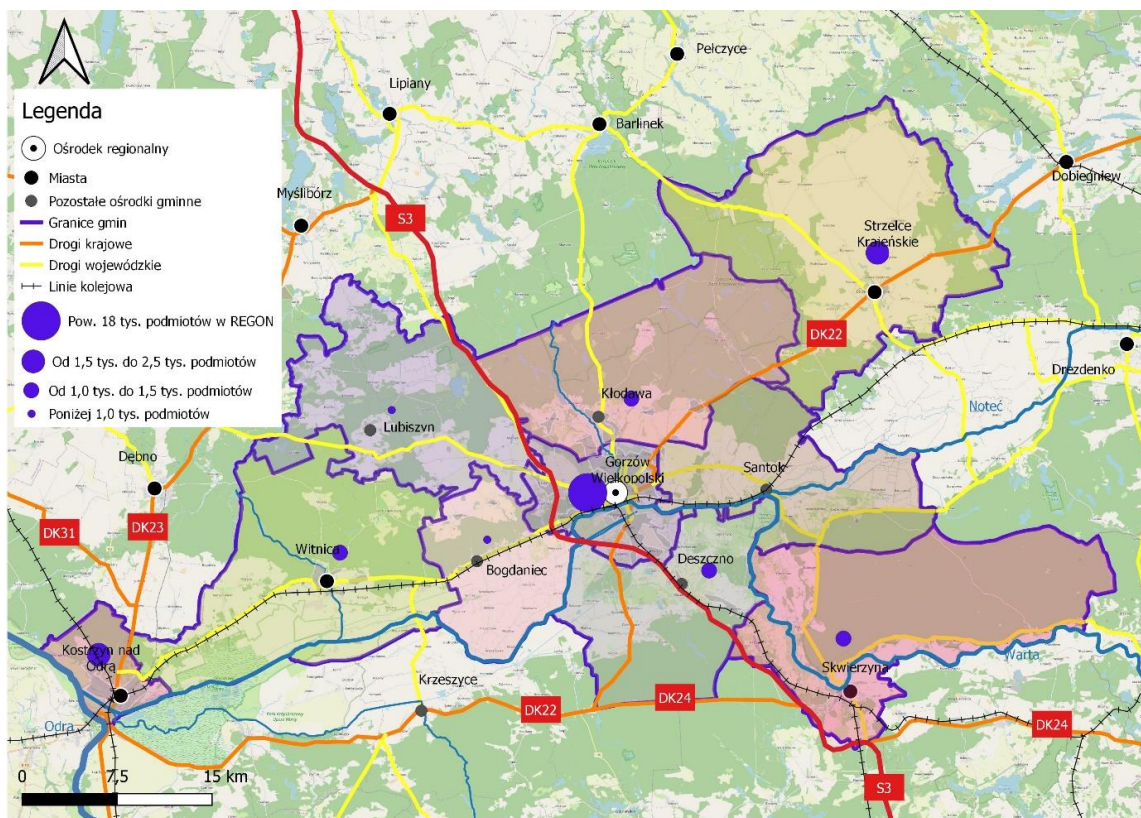 Legenda
Ośrodek regionalny
Miasta
Pozostałe ośrodki gminne
Granice gmin
Drogi krajowe
Drogi wojewódzkie
Linie kolejowa
Pow. 18 tys. podmiotów w REGON
Od 1,5 tys. do 2,5 tys. podmiotów
Od 1,0 tys. do 1,5 tys. podmiotów
Poniżej 1,0 tys. podmiotów
Pełczyce
Lipiany
Barlinek
Dobiegniew
Myślibórz
S3
Strzelce
Krajeńskie
DK22
Drezdenko
Kłodawa
Noteć
Lubiszyn
Dębno
Gorzów
Wielkopolski
Santok
DK31
DK23
Witnica
Bogdaniec
Deszczno
Kostrzyn nad
Odrą
Skwierzyna
Warta
Krzeszyce
DK22
DK24
DK24
Odra
S3
0
7,5
15 km